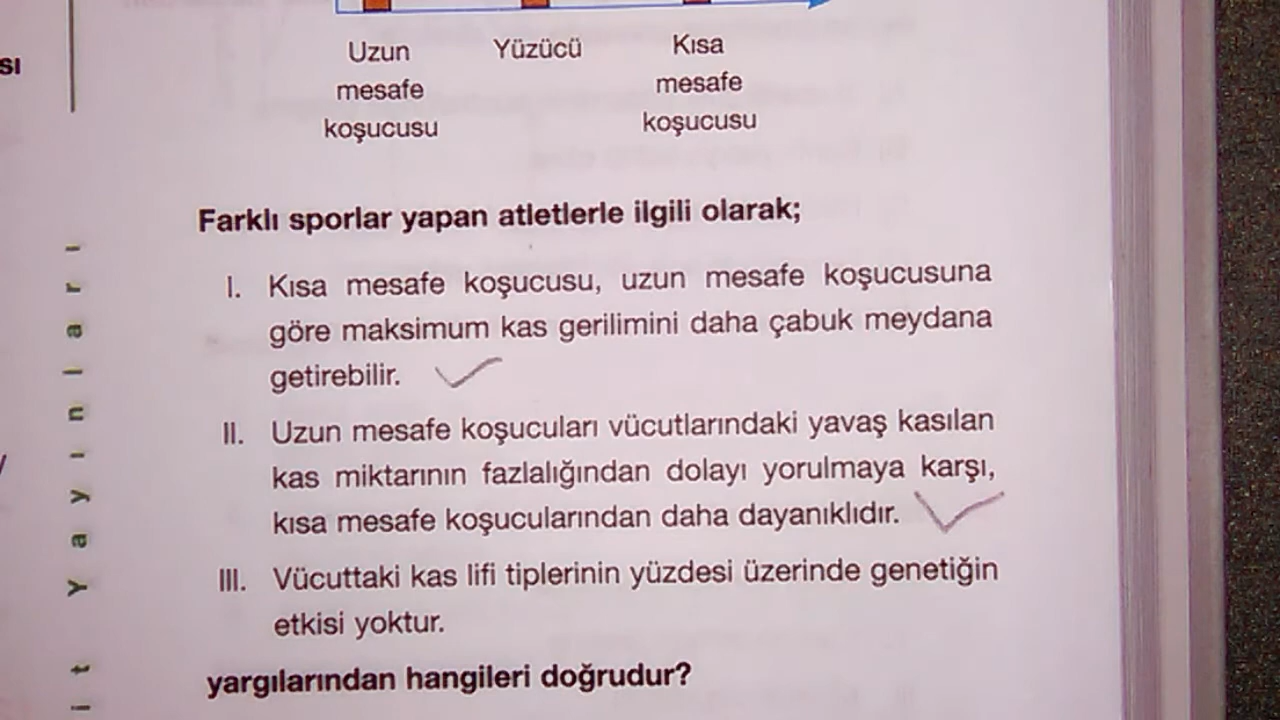 Uzun
mesafe
koşucusu
Yüzücü
Kısa
mesafe
koşucusu
sı
Farklı sporlar yapan atletlerle ilgili olarak;
I. Kısa mesafe koşucusu, uzun mesafe koşucusuna
göre maksimum kas gerilimini daha çabuk meydana
getirebilir.
II. Uzun mesafe koşucuları vücutlarındaki yavaş kasılan
kas miktarının fazlalığından dolayı yorulmaya karşı,
kısa mesafe koşucularından daha dayanıklıdır.
III. Vücuttaki kas lifi tiplerinin yüzdesi üzerinde genetiğin
etkisi yoktur.
yargılarından hangileri doğrudur?
i t Y a y ı n l a r ı